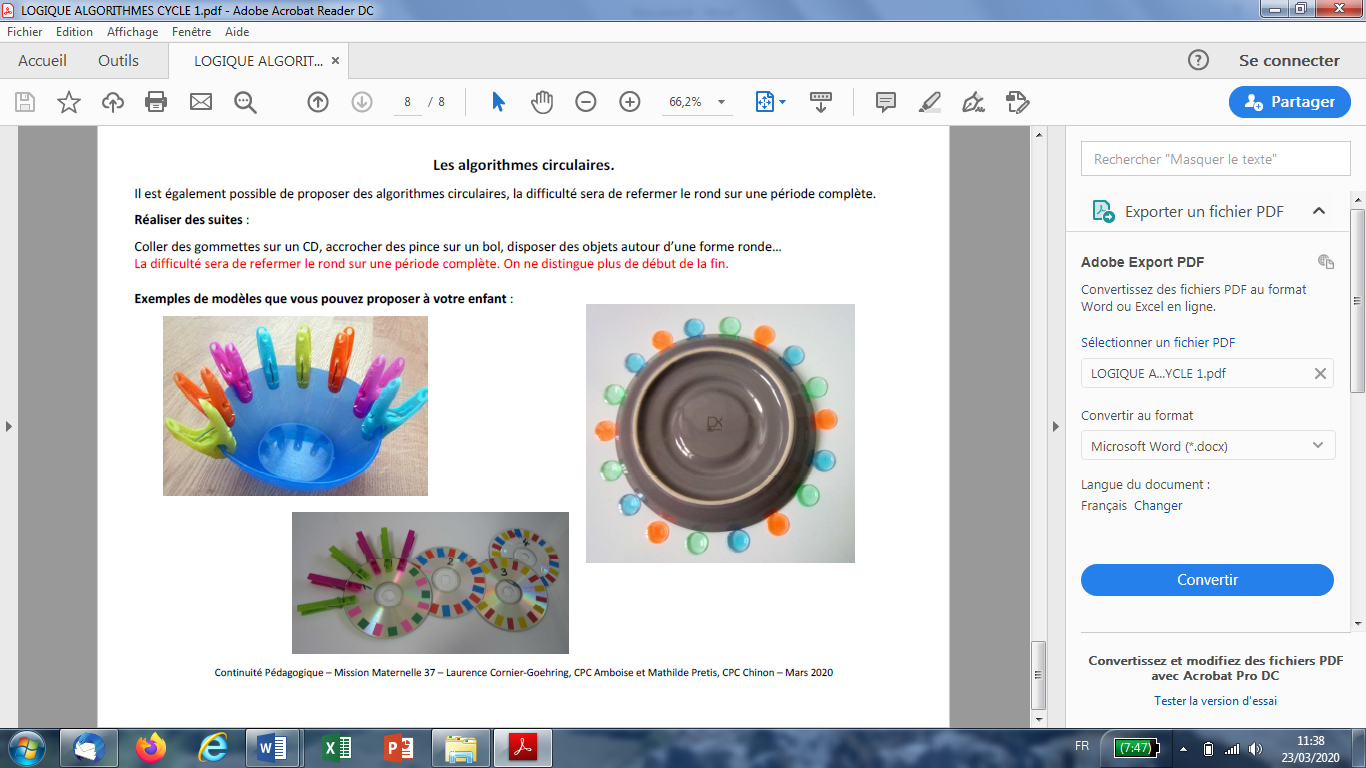 LOGIQUE ALGORITHMES CYCLE 1.pdf - Adobe Acrobat Reader DC
Fichier Edition Affichage Fenêtre Aide
Accueil Outils LOGIQUE ALGORIT... × Se connecter
8 / 8 66,2% Partager
Les algorithmes circulaires.
Il est également possible de proposer des algorithmes circulaires, la difficulté sera de refermer le rond sur une période complète.
Réaliser des suites :
Coller des gommettes sur un CD, accrocher des pince sur un bol, disposer des objets autour d'une forme ronde…
La difficulté sera de refermer le rond sur une période complète. On ne distingue plus de début de la fin.
Exemples de modèles que vous pouvez proposer à votre enfant :
DX
1 2 3 4
Continuité Pédagogique – Mission Maternelle 37 – Laurence Cornier-Goehring, CPC Amboise et Mathilde Pretis, CPC Chinon – Mars 2020
Rechercher "Masquer le texte"
Exporter un fichier PDF
Adobe Export PDF
Convertissez des fichiers PDF au format
Word ou Excel en ligne.
Sélectionner un fichier PDF
LOGIQUE A...YCLE 1.pdf
Convertir au format
Microsoft Word (*.docx)
Langue du document :
Français Changer
Convertir
Convertissez et modifiez des fichiers PDF
avec Acrobat Pro DC
Tester la version d'essai
FR (7:47) 11:38
23/03/2020